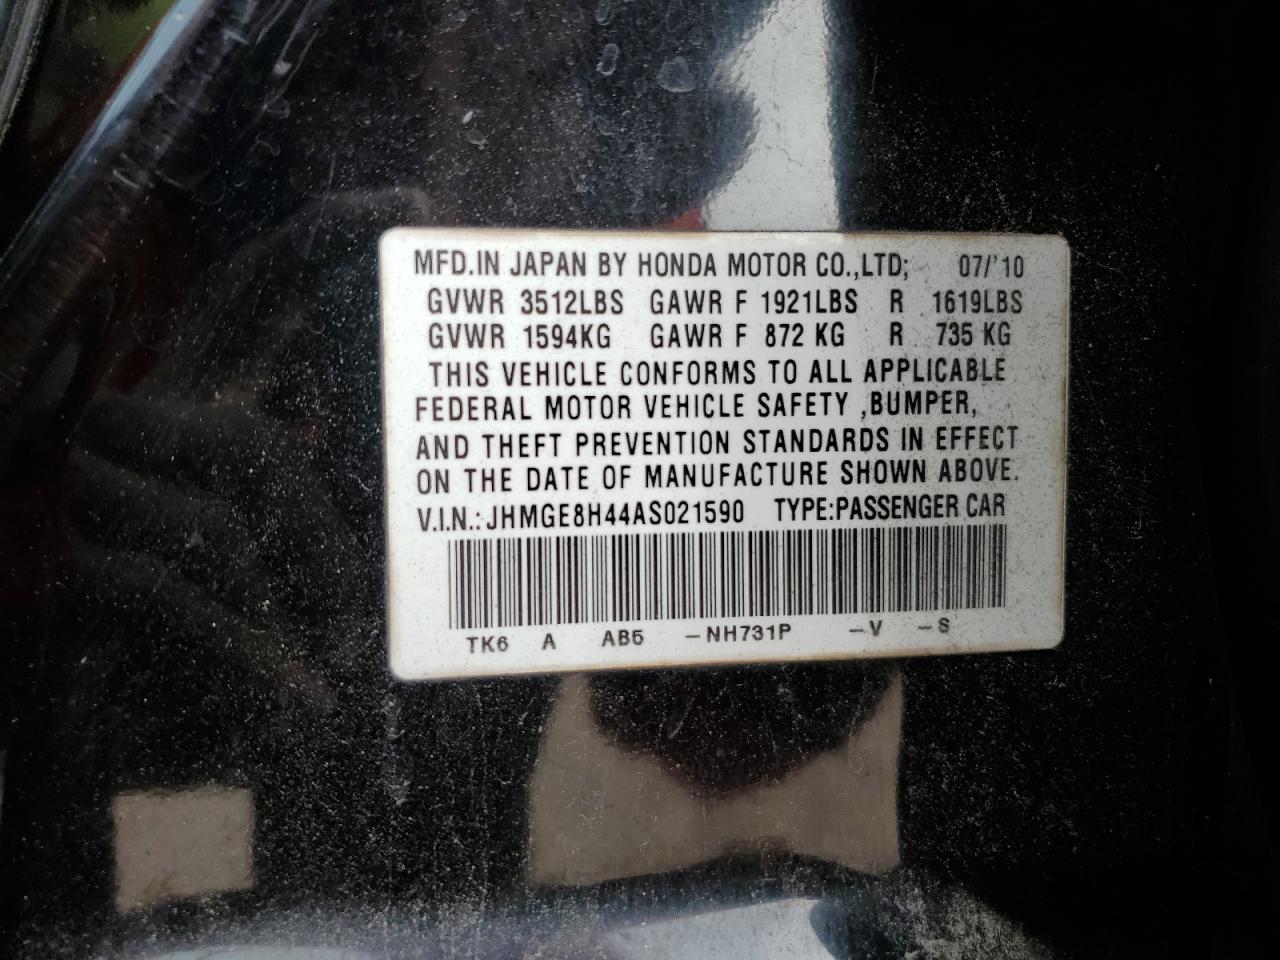 MFD.IN JAPAN BY HONDA MOTOR CO.,LTD; 07/'10
GVWR 3512LBS GAWR F 1921LBS R 1619LBS
GVWR 1594KG GAWR F 872 KG R 735 KG
THIS VEHICLE CONFORMS TO ALL APPLICABLE
FEDERAL MOTOR VEHICLE SAFETY ,BUMPER,
AND THEFT PREVENTION STANDARDS IN EFFECT
ON THE DATE OF MANUFACTURE SHOWN ABOVE.
V.I.N.: JHMGE8H44AS021590 TYPE:PASSENGER CAR
TK6 A AB5 -NH731P -V -S